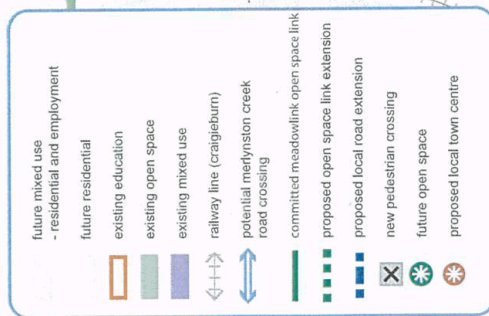 future mixed use
- residential and employment
future residential
existing education
existing open space
existing mixed use
railway line (craigieburn)
potential merlynston creek
road crossing
committed meadowlink open space link
proposed open space link extension
proposed local road extension
new pedestrian crossing
future open space
proposed local town centre